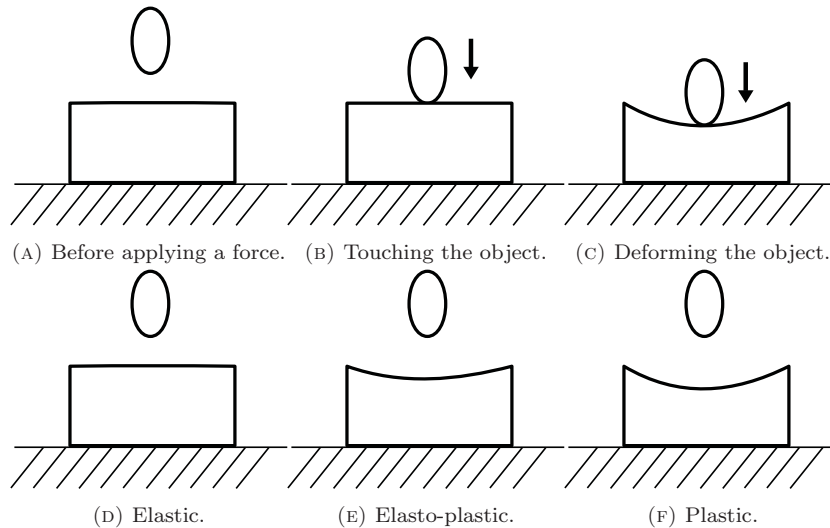 (A) Before applying a force. (B) Touching the object. (C) Deforming the object.
(D) Elastic. (E) Elasto-plastic. (F) Plastic.